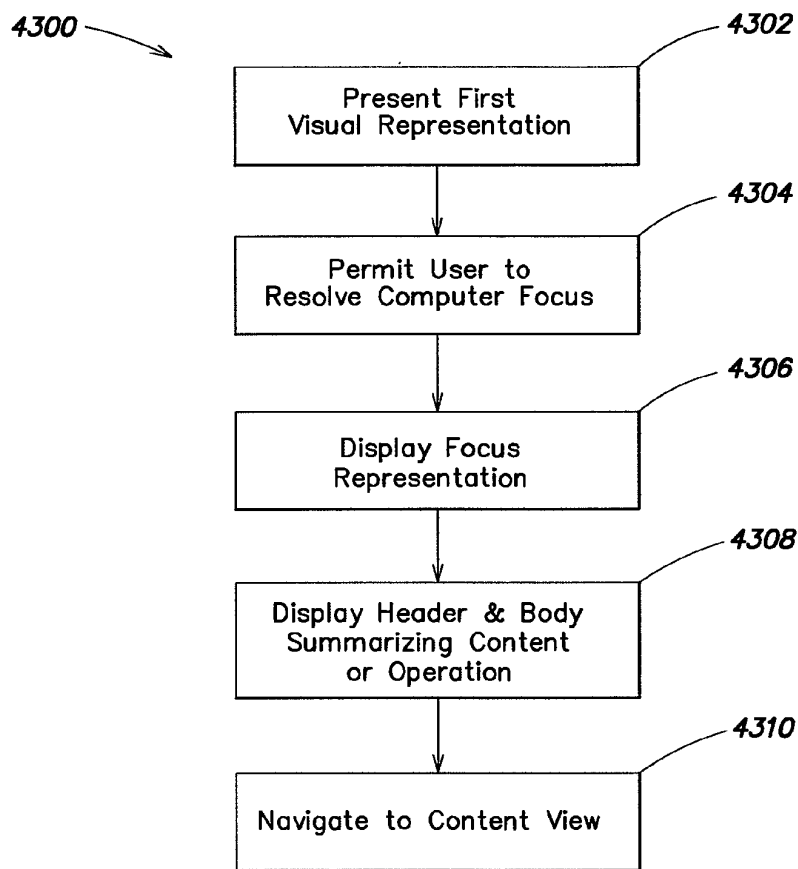 4300
4302
Present First
Visual Representation
4304
Permit User to
Resolve Computer Focus
4306
Display Focus
Representation
4308
Display Header & Body
Summarizing Content
or Operation
4310
Navigate to Content View